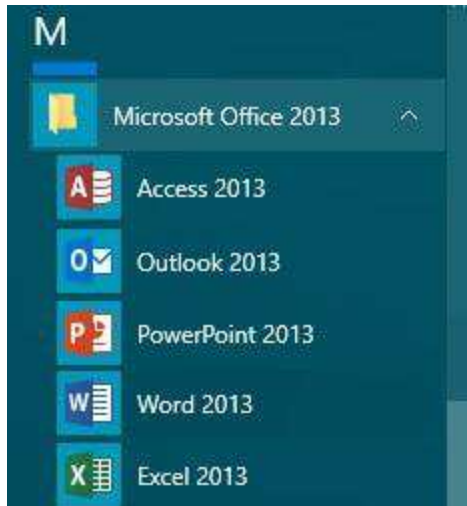 M
Microsoft Office 2013
Access 2013
Outlook 2013
PowerPoint 2013
Word 2013
Excel 2013